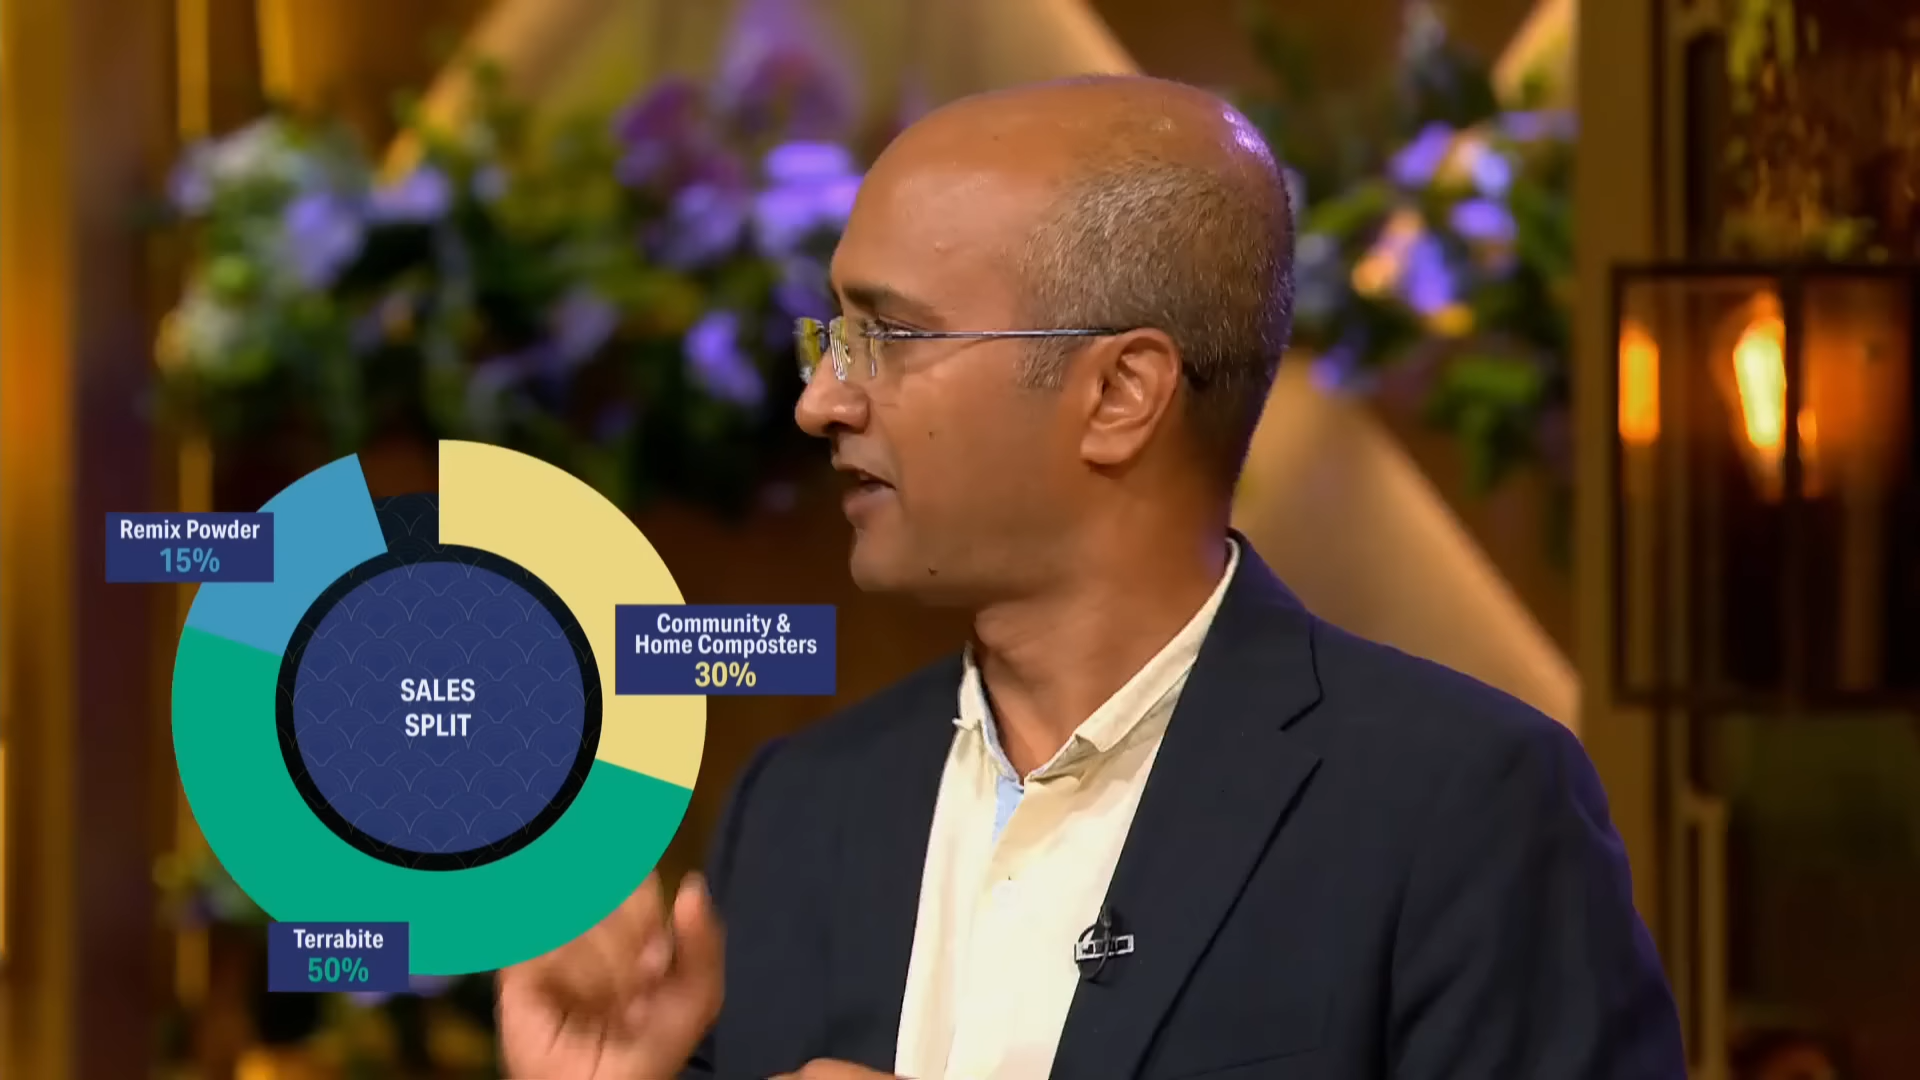 Remix Powder
15%
Community &
Home Composters
30%
SALES
SPLIT
Terrabite
50%